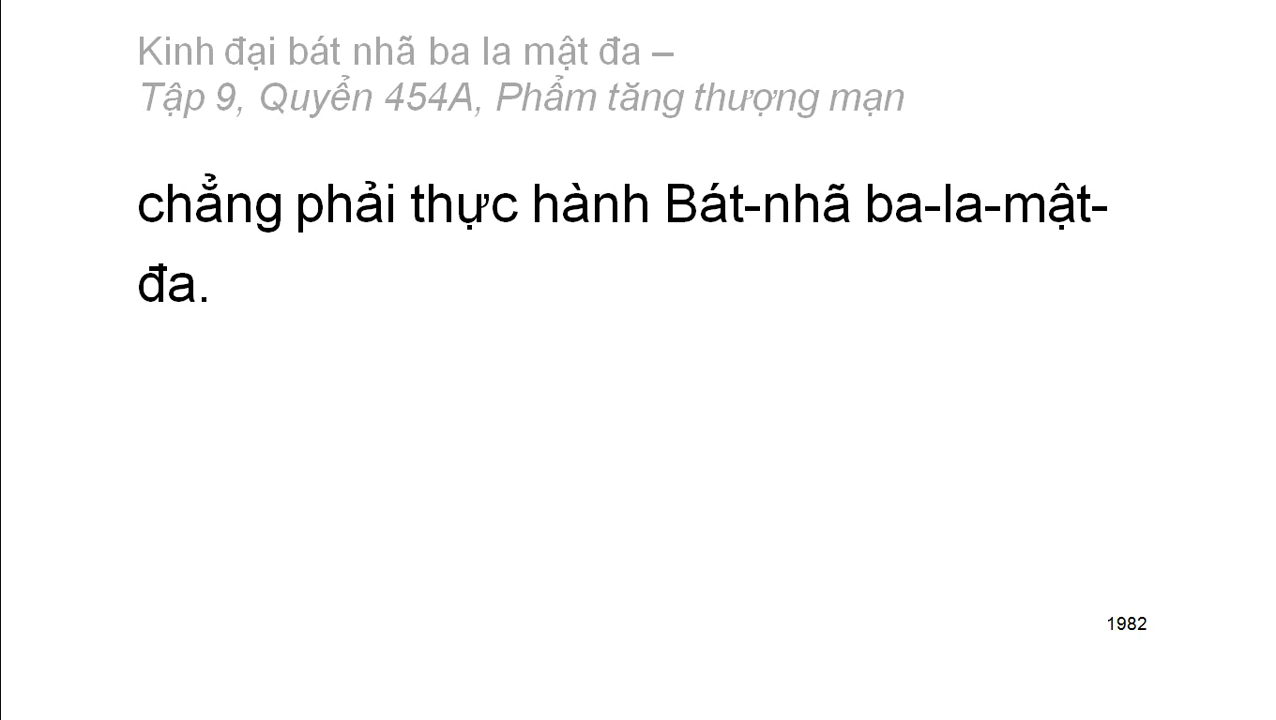 Kinh đại bát nhã ba la mật đa –
Tập 9, Quyển 454A, Phẩm tăng thượng mạn
chẳng phải thực hành Bát-nhã ba-la-mật-
đa.
1982